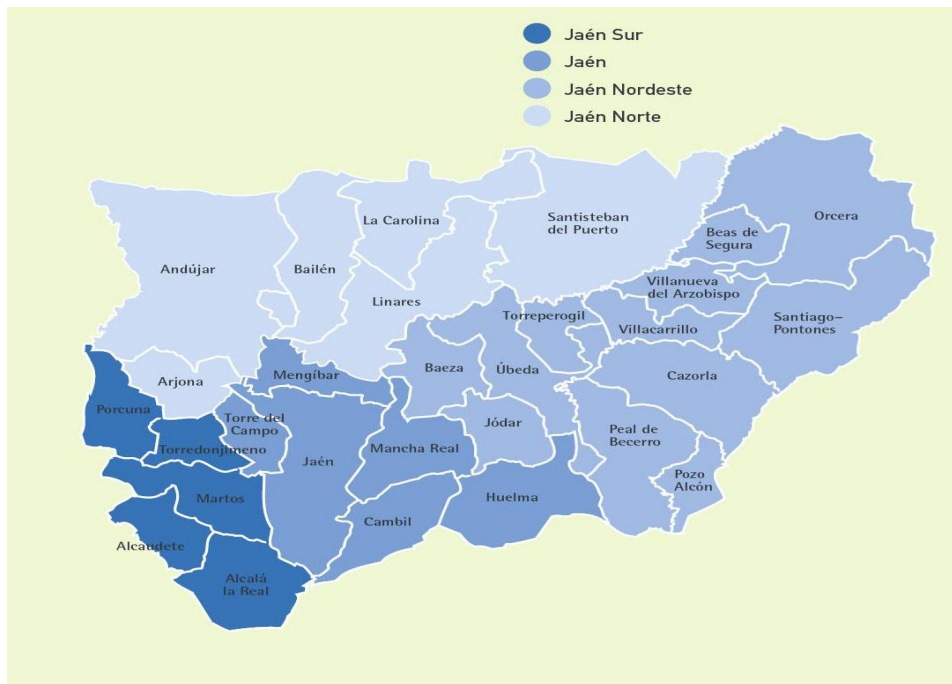 Jaén Sur
Jaén
Jaén Nordeste
Jaén Norte
Orcera
Santisteban
del Puerto
La Carolina
Beas de
Segura
Andújar
Bailén
Villanueva
del Arzobispo
Linares
Torreperogil
Santiago–
Pontones
Villacarrillo
Mengíbar
Baeza
Úbeda
Cazorla
Arjona
Porcuna
Torre del
Campo
Jódar
Peal de
Becerro
Torredonjimeno
Jaén
Mancha Real
Pozo
Alcón
Martos
Huelma
Cambil
Alcaudete
Alcalá
la Real